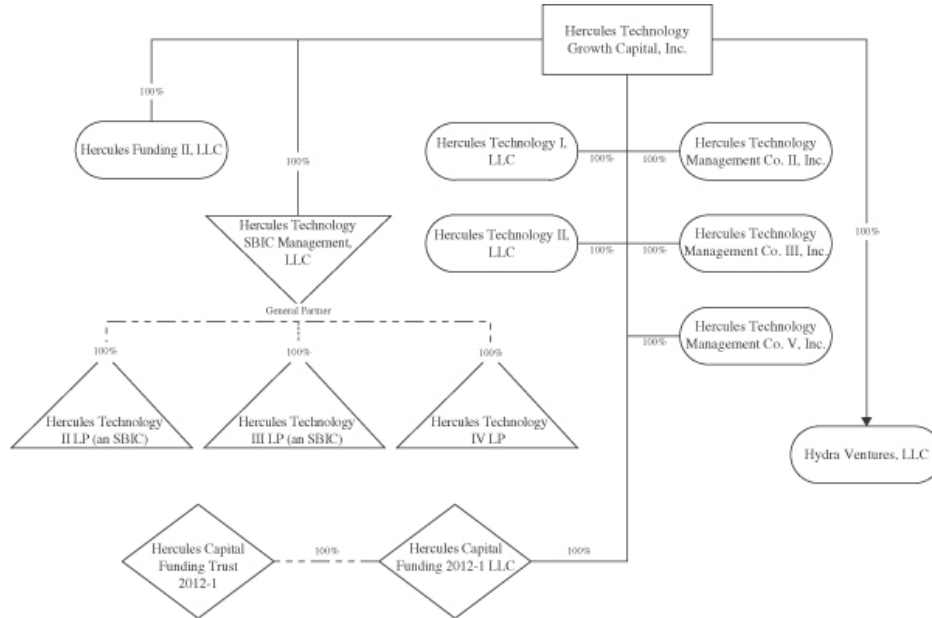 Hercules Technology
Growth Capital, Inc.
100%
Hercules Funding II, LLC
100%
Hercules Technology
SBIC Management,
LLC
Hercules Technology I,
LLC
100%
100%
Hercules Technology
Management Co. II, Inc.
Hercules Technology II,
LLC
100%
100%
Hercules Technology
Management Co. III, Inc.
100%
General Partner
100%
Hercules Technology
Management Co. V, Inc.
100%
100%
100%
Hercules Technology
II LP (an SBIC)
Hercules Technology
III LP (an SBIC)
Hercules Technology
IV LP
Hydra Ventures, LLC
Hercules Capital
Funding Trust
2012-1
100%
Hercules Capital
Funding 2012-1 LLC
100%